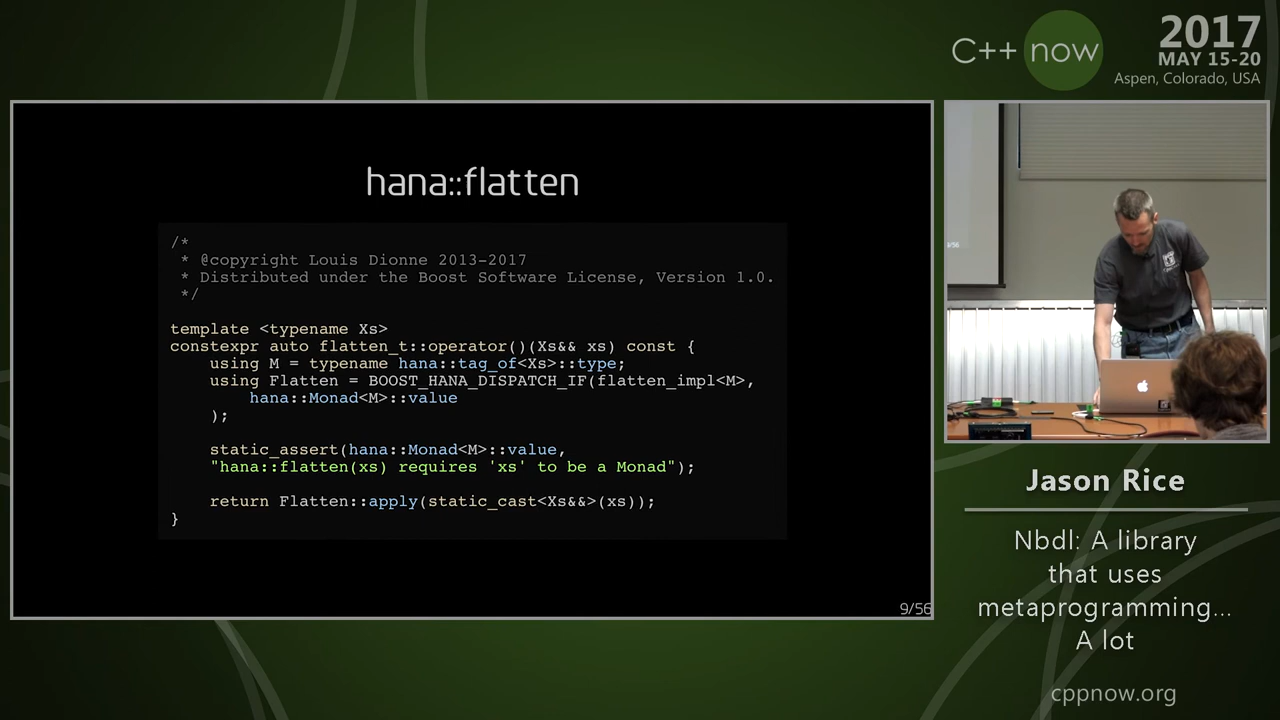 C++ now
2017
MAY 15-20
Aspen, Colorado, USA
hana::flatten
/*
 * @copyright Louis Dionne 2013-2017
 * Distributed under the Boost Software License, Version 1.0.
 */
template <typename Xs>
constexpr auto flatten_t::operator()(Xs&& xs) const {
    using M = typename hana::tag_of<Xs>::type;
    using Flatten = BOOST_HANA_DISPATCH_IF(flatten_impl<M>,
        hana::Monad<M>::value
    );
    static_assert(hana::Monad<M>::value,
    "hana::flatten(xs) requires 'xs' to be a Monad");
    return Flatten::apply(static_cast<Xs&&>(xs));
}
9/56
Jason Rice
Nbdl: A library
that uses
metaprogramming...
A lot
cppnow.org